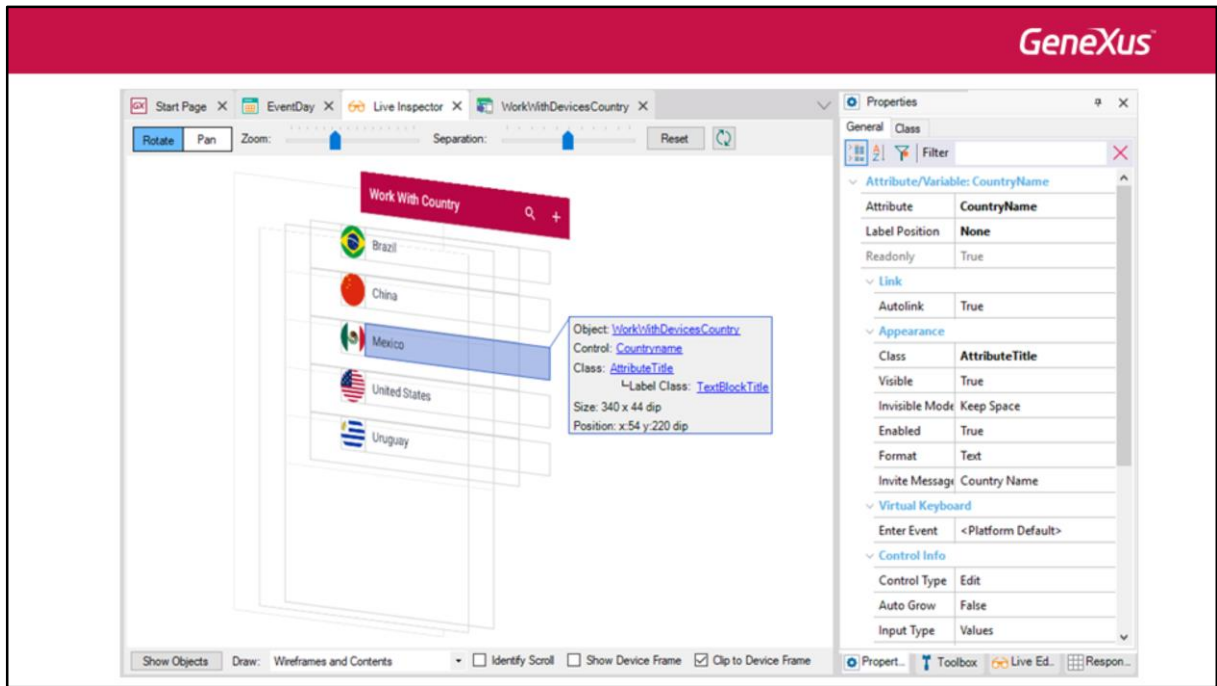 GeneXus™
Start Page
EventDay
Live Inspector
WorkWithDevicesCountry
Rotate Pan Zoom: Separation: Reset
Work With Country
Brazil
China
Mexico
United States
Uruguay
Object: WorkWithDevicesCountry
Control: Countryname
Class: AttributeTitle
Label Class: TextBlockTitle
Size: 340 x 44 dip
Position: x:54 y:220 dip
Show Objects Draw: Wireframes and Contents Identify Scroll Show Device Frame Clip to Device Frame
Properties
General Class
Filter
Attribute/Variable: CountryName
Attribute CountryName
Label Position None
Readonly True
Link
Autolink True
Appearance
Class AttributeTitle
Visible True
Invisible Mode Keep Space
Enabled True
Format Text
Invite Message Country Name
Virtual Keyboard
Enter Event <Platform Default>
Control Info
Control Type Edit
Auto Grow False
Input Type Values
Propert... Toolbox Live Ed... Respon...